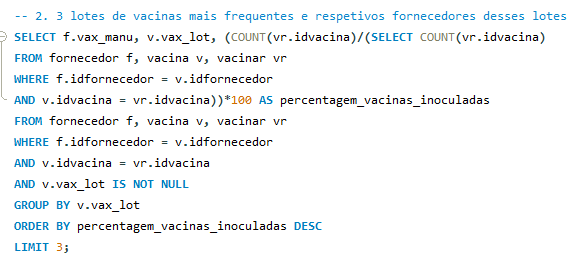 -- 2. 3 lotes de vacinas mais frequentes e respetivos fornecedores desses lotes
SELECT f.vax_manu, v.vax_lot, (COUNT(vr.idvacina)/(SELECT COUNT(vr.idvacina)
FROM fornecedor f, vacina v, vacinar vr
WHERE f.idfornecedor = v.idfornecedor
AND v.idvacina = vr.idvacina))*100 AS percentagem_vacinas_inoculadas
FROM fornecedor f, vacina v, vacinar vr
WHERE f.idfornecedor = v.idfornecedor
AND v.idvacina = vr.idvacina
AND v.vax_lot IS NOT NULL
GROUP BY v.vax_lot
ORDER BY percentagem_vacinas_inoculadas DESC
LIMIT 3;